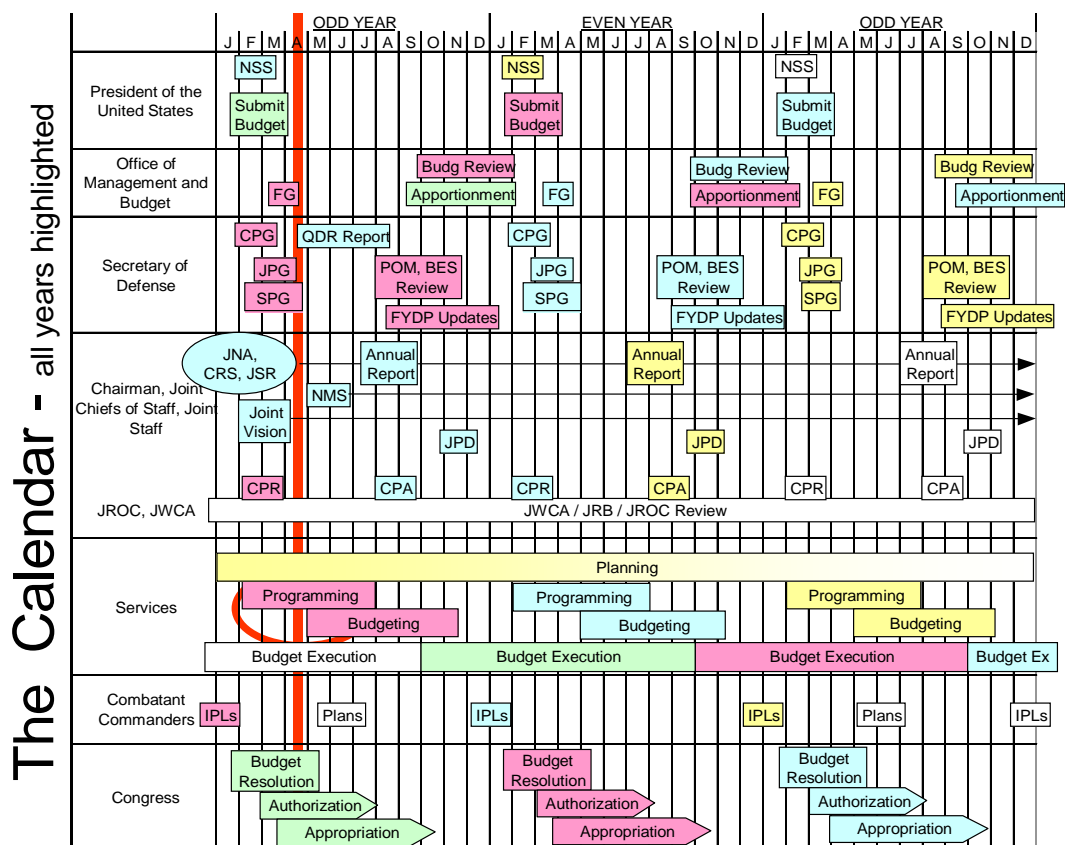 The Calendar - all years highlighted
ODD YEAR EVEN YEAR ODD YEAR
J F M A M J J A S O N D J F M A M J J A S O N D J F M A M J J A S O N D
President of the
United States
NSS NSS NSS
Submit
Budget
Submit
Budget
Submit
Budget
Office of
Management and
Budget
Budg Review Budg Review Budg Review
FG Apportionment FG Apportionment FG Apportionment
Secretary of
Defense
CPG QDR Report CPG CPG
JPG JPG JPG
SPG SPG SPG
POM, BES
Review
POM, BES
Review
POM, BES
Review
FYDP Updates FYDP Updates FYDP Updates
Chairman, Joint
Chiefs of Staff, Joint
Staff
JNA,
CRS, JSR
Annual
Report
Annual
Report
Annual
Report
NMS
Joint
Vision
JPD JPD JPD
CPR CPA CPR CPA CPR CPA
JROC, JWCA
JWCA / JRB / JROC Review
Services
Planning
Programming Programming Programming
Budgeting Budgeting Budgeting
Budget Execution Budget Execution Budget Execution Budget Ex
Combatant
Commanders
IPLs Plans IPLs IPLs Plans IPLs
Congress
Budget
Resolution
Budget
Resolution
Budget
Resolution
Authorization Authorization Authorization
Appropriation Appropriation Appropriation